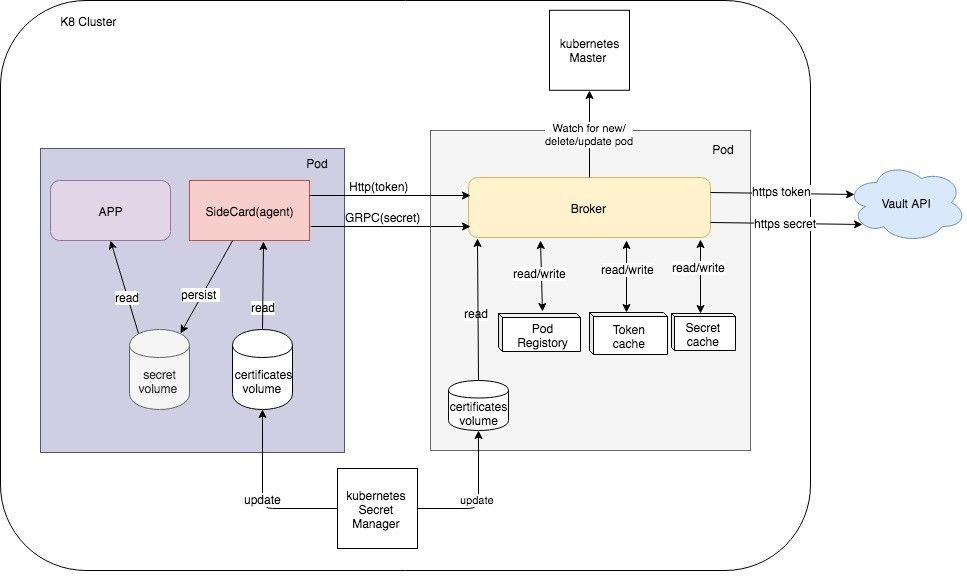 K8 Cluster
kubernetes
Master
Watch for new/
delete/update pod
Pod
Pod
APP
SideCard(agent)
Http(token)
GRPC(secret)
Broker
https token
https secret
Vault API
read
persist
read
read
read/write
read/write
read/write
Pod
Registory
Token
cache
Secret
cache
secret
volume
certificates
volume
certificates
volume
update
update
kubernetes
Secret
Manager